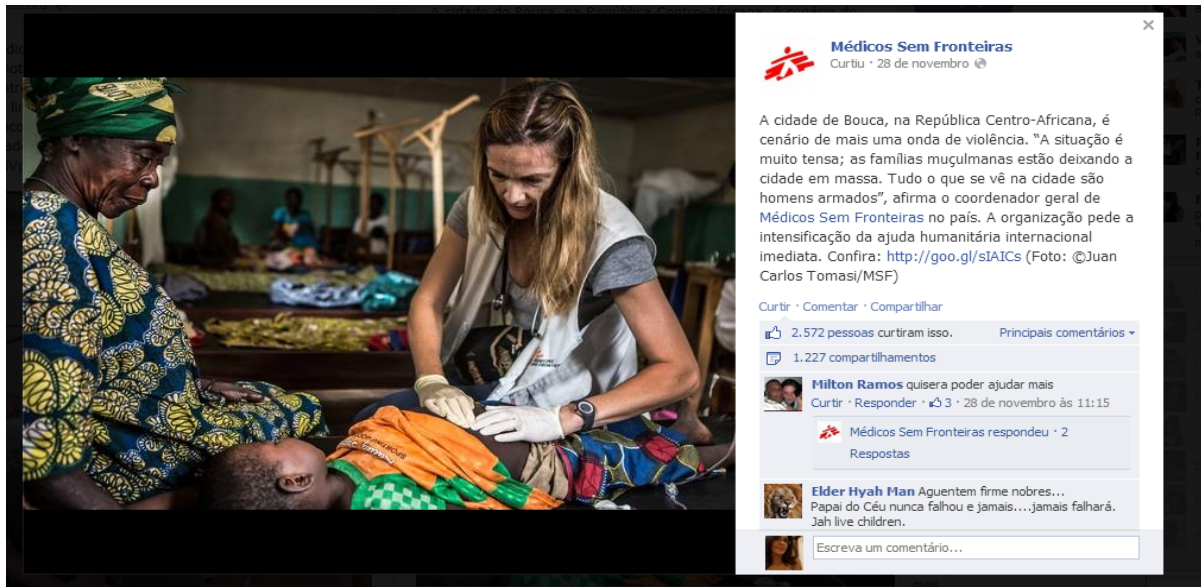 Médicos Sem Fronteiras
Curtiu · 28 de novembro
A cidade de Bouca, na República Centro-Africana, é
cenário de mais uma onda de violência. “A situação é
muito tensa; as famílias muçulmanas estão deixando a
cidade em massa. Tudo o que se vê na cidade são
homens armados”, afirma o coordenador geral de
Médicos Sem Fronteiras no país. A organização pede a
intensificação da ajuda humanitária internacional
imediata. Confira: http://goo.gl/sIAICs (Foto: ©Juan
Carlos Tomasi/MSF)
Curtir · Comentar · Compartilhar
2.572 pessoas curtiram isso. Principais comentários
1.227 compartilhamentos
Milton Ramos quisera poder ajudar mais
Curtir · Responder · 3 · 28 de novembro às 11:15
Médicos Sem Fronteiras respondeu · 2
Respostas
Elder Hyah Man Aguentem firme nobres...
Papai do Céu nunca falhou e jamais....jamais falhará.
Jah live children.
Escreva um comentário...